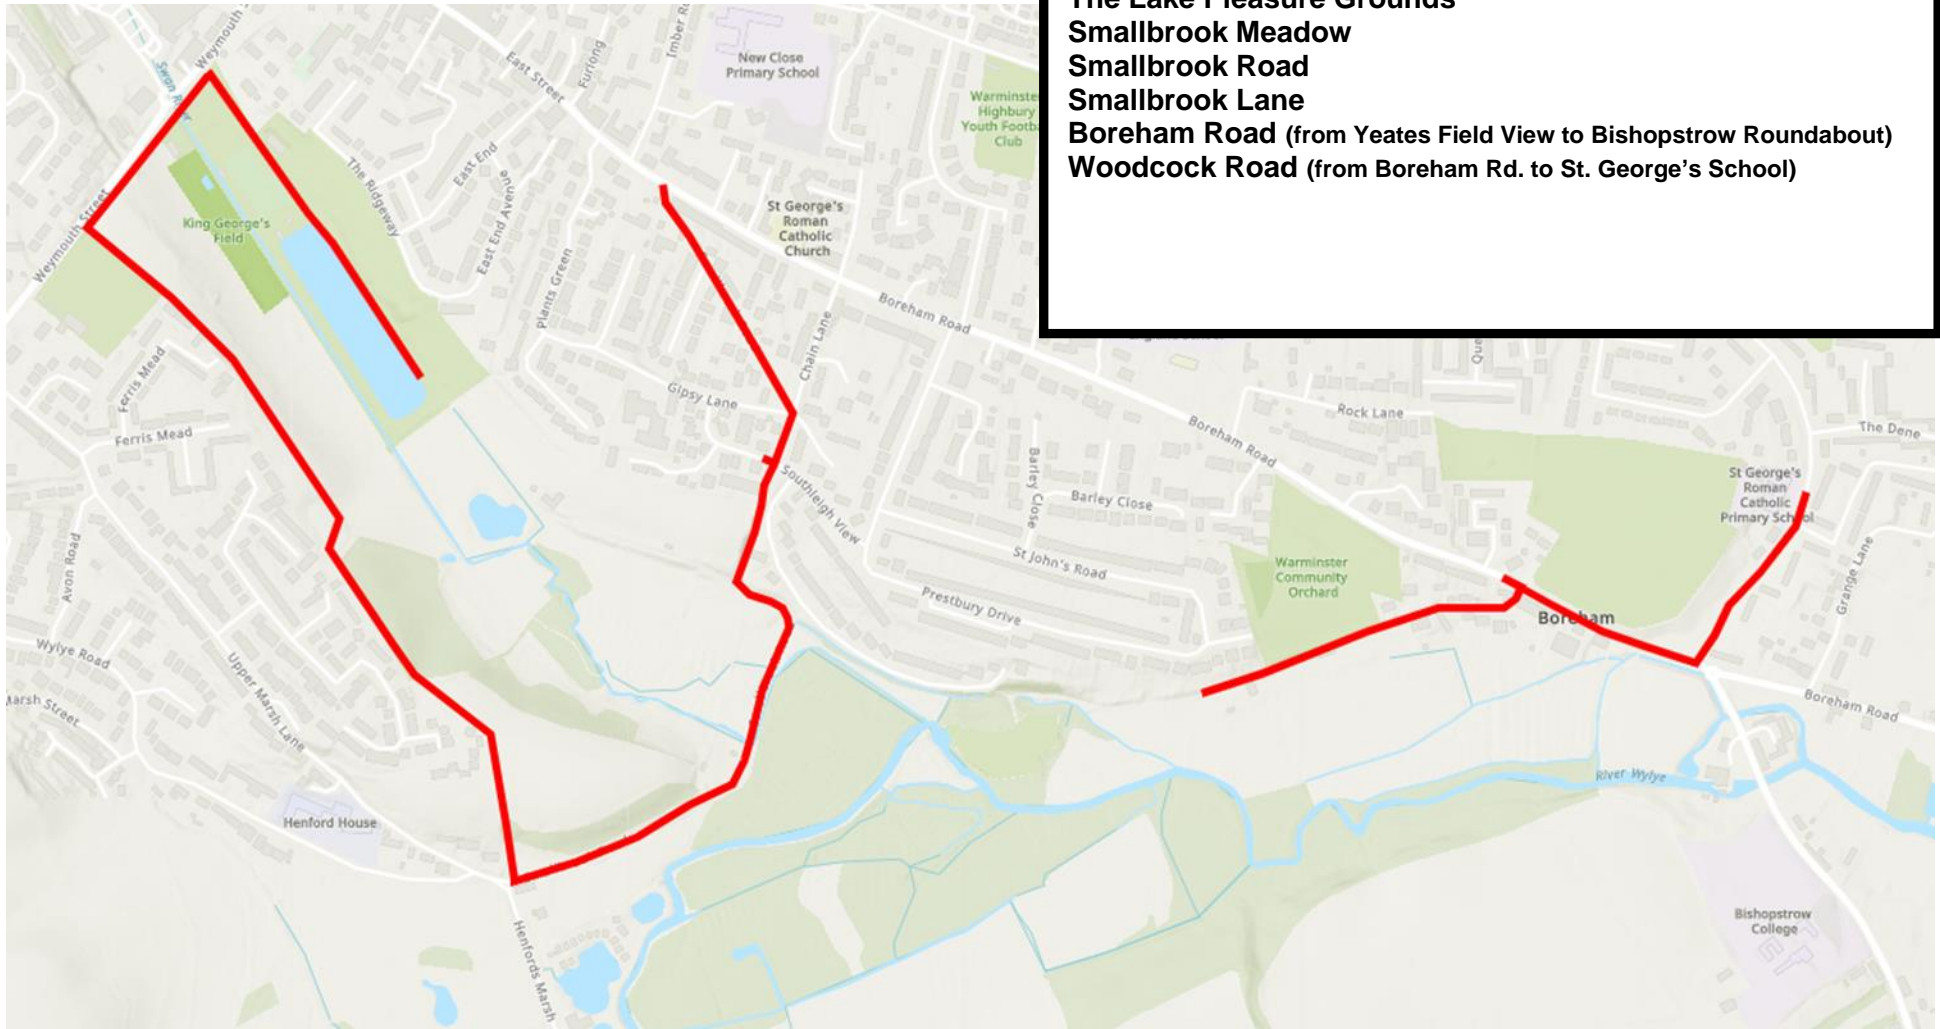 The Lake Pleasure Grounds
Smallbrook Meadow
Smallbrook Road
Smallbrook Lane
Boreham Road (from Yeates Field View to Bishopstrow Roundabout)
Woodcock Road (from Boreham Rd. to St. George's School)
Weymouth
Swan
East Street
Furlong
Imber
New Close
Primary School
Warminster
Highbury
Youth
Club
The Ridgeway
East End
East End Avenue
Weymouth Street
King George's
Field
St George's
Roman
Catholic
Church
Plants Green
Boreham Road
Chain Lane
Ferris Mead
Ferris Mead
Gipsy Lane
Rock Lane
Boreham Road
The Dene
Barley Close
Barley Close
Southleigh View
St George's
Roman
Catholic
Primary School
Avon Road
St John's Road
Warminster
Community
Orchard
Grange Lane
Prestbury Drive
Boreham
Wylye Road
Upper Marsh Lane
Marsh Street
Boreham Road
River Wylye
Henford House
Henfords Marsh
Bishopstrow
College